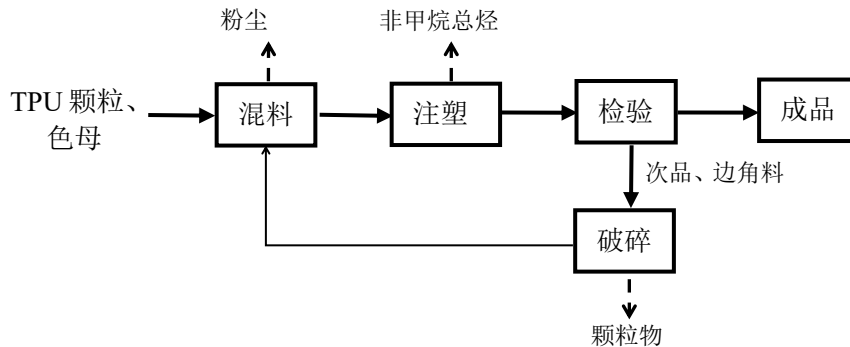 粉尘
非甲烷总烃
TPU 颗粒、
色母
混料
注塑
检验
成品
次品、边角料
破碎
颗粒物